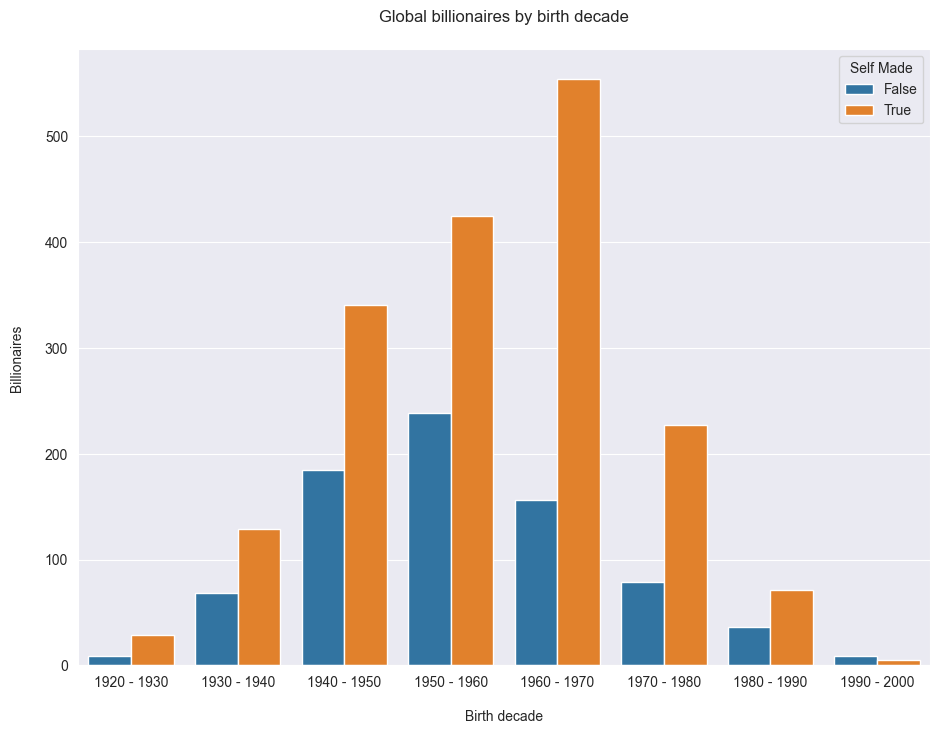 Global billionaires by birth decade
Self Made
False
True
500
400
300
200
100
0
Billionaires
1920 - 1930
1930 - 1940
1940 - 1950
1950 - 1960
1960 - 1970
1970 - 1980
1980 - 1990
1990 - 2000
Birth decade